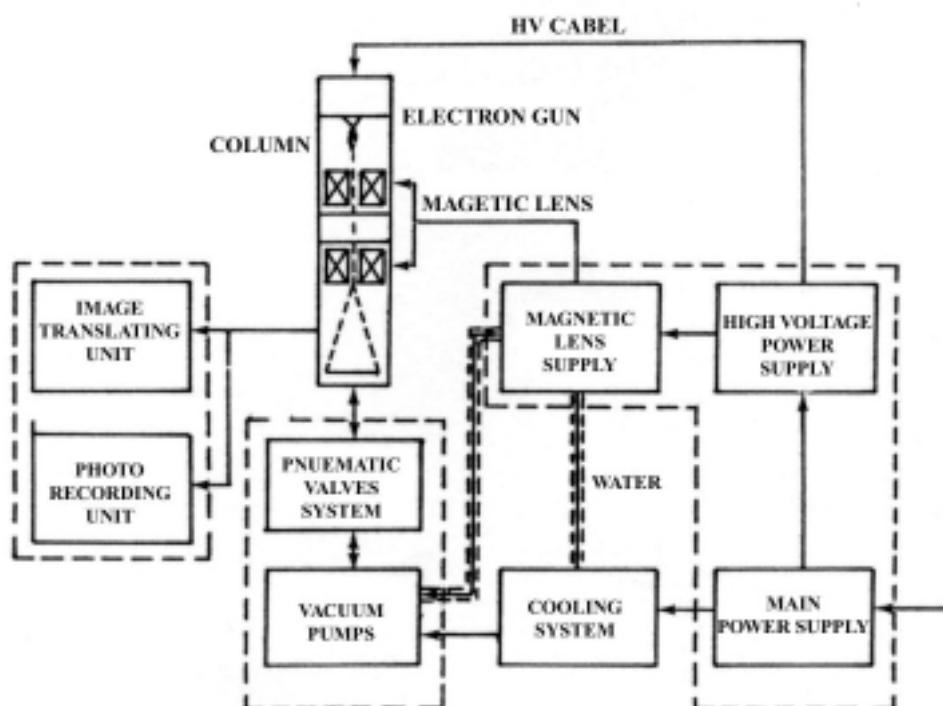 HV CABEL
ELECTRON GUN
COLUMN
MAGETIC LENS
IMAGE
TRANSLATING
UNIT
MAGNETIC
LENS
SUPPLY
HIGH VOLTAGE
POWER
SUPPLY
PHOTO
RECORDING
UNIT
PNUEMATIC
VALVES
SYSTEM
WATER
VACUUM
PUMPS
COOLING
SYSTEM
MAIN
POWER SUPPLY